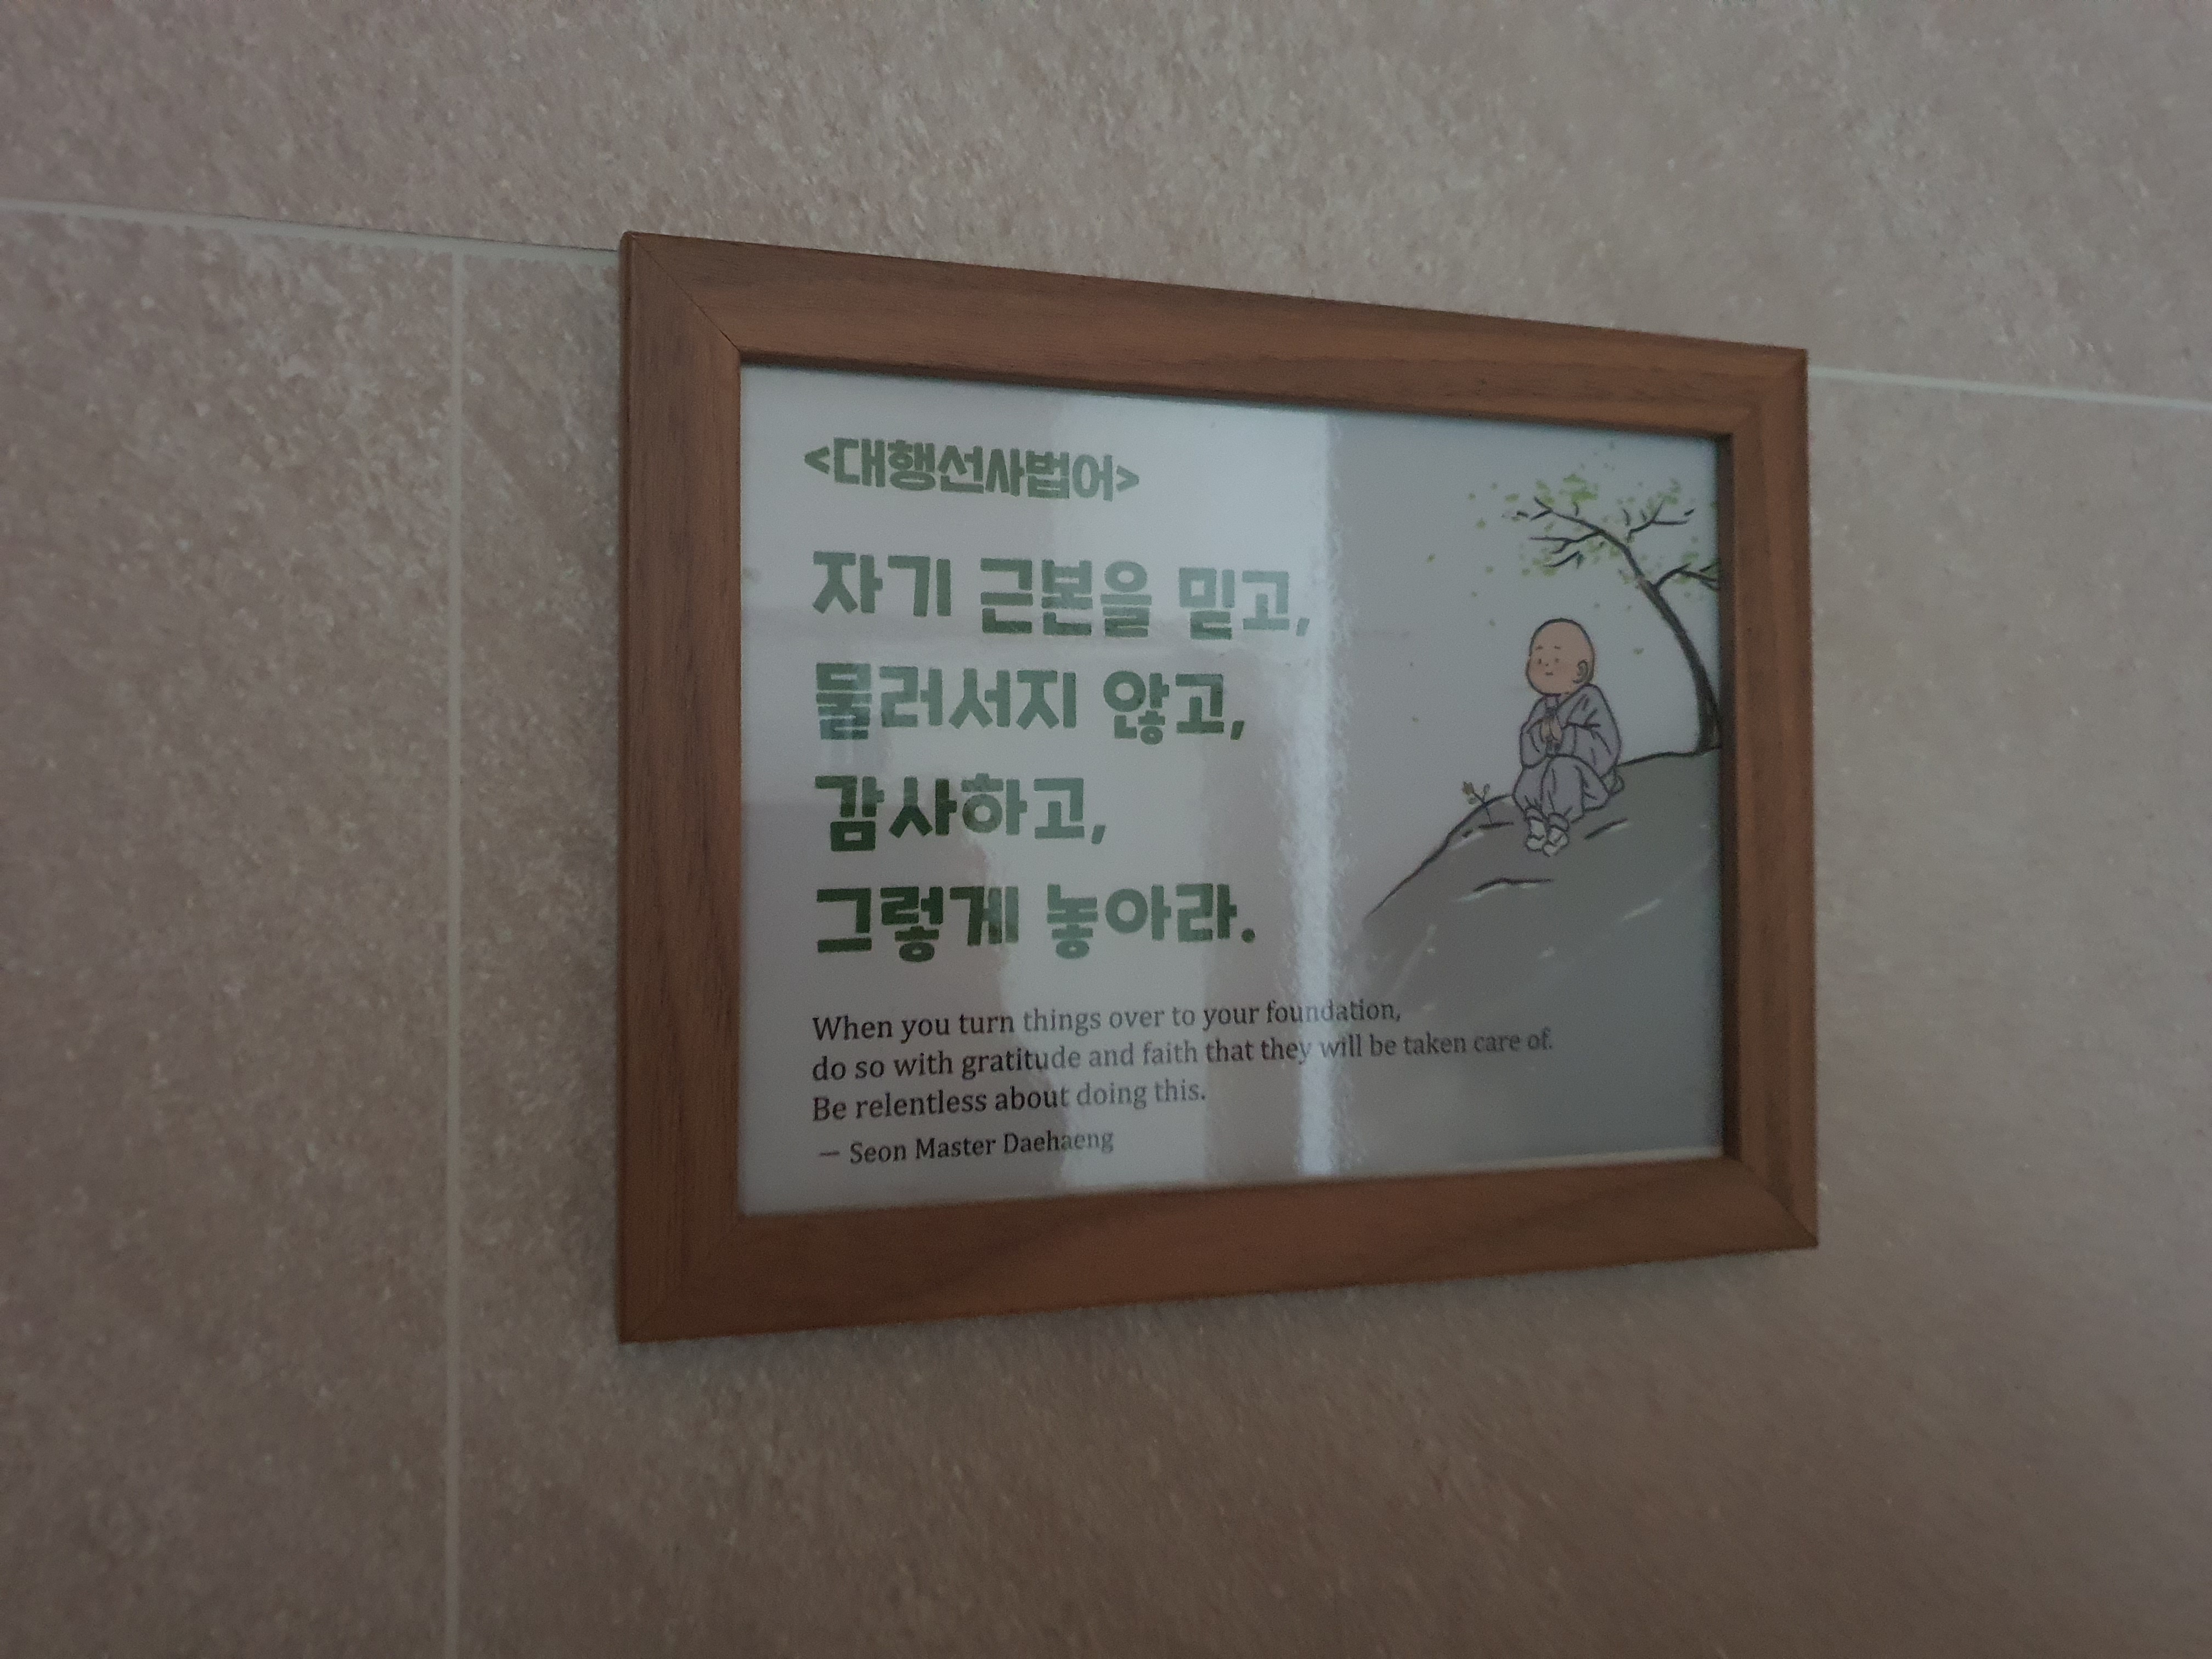 <대행선사법어>
자기 근본을 믿고,
물러서지 않고,
감사하고,
그렇게 놓아라.
When you turn things over to your foundation,
do so with gratitude and faith that they will be taken care of.
Be relentless about doing this.
— Seon Master Daehaeng